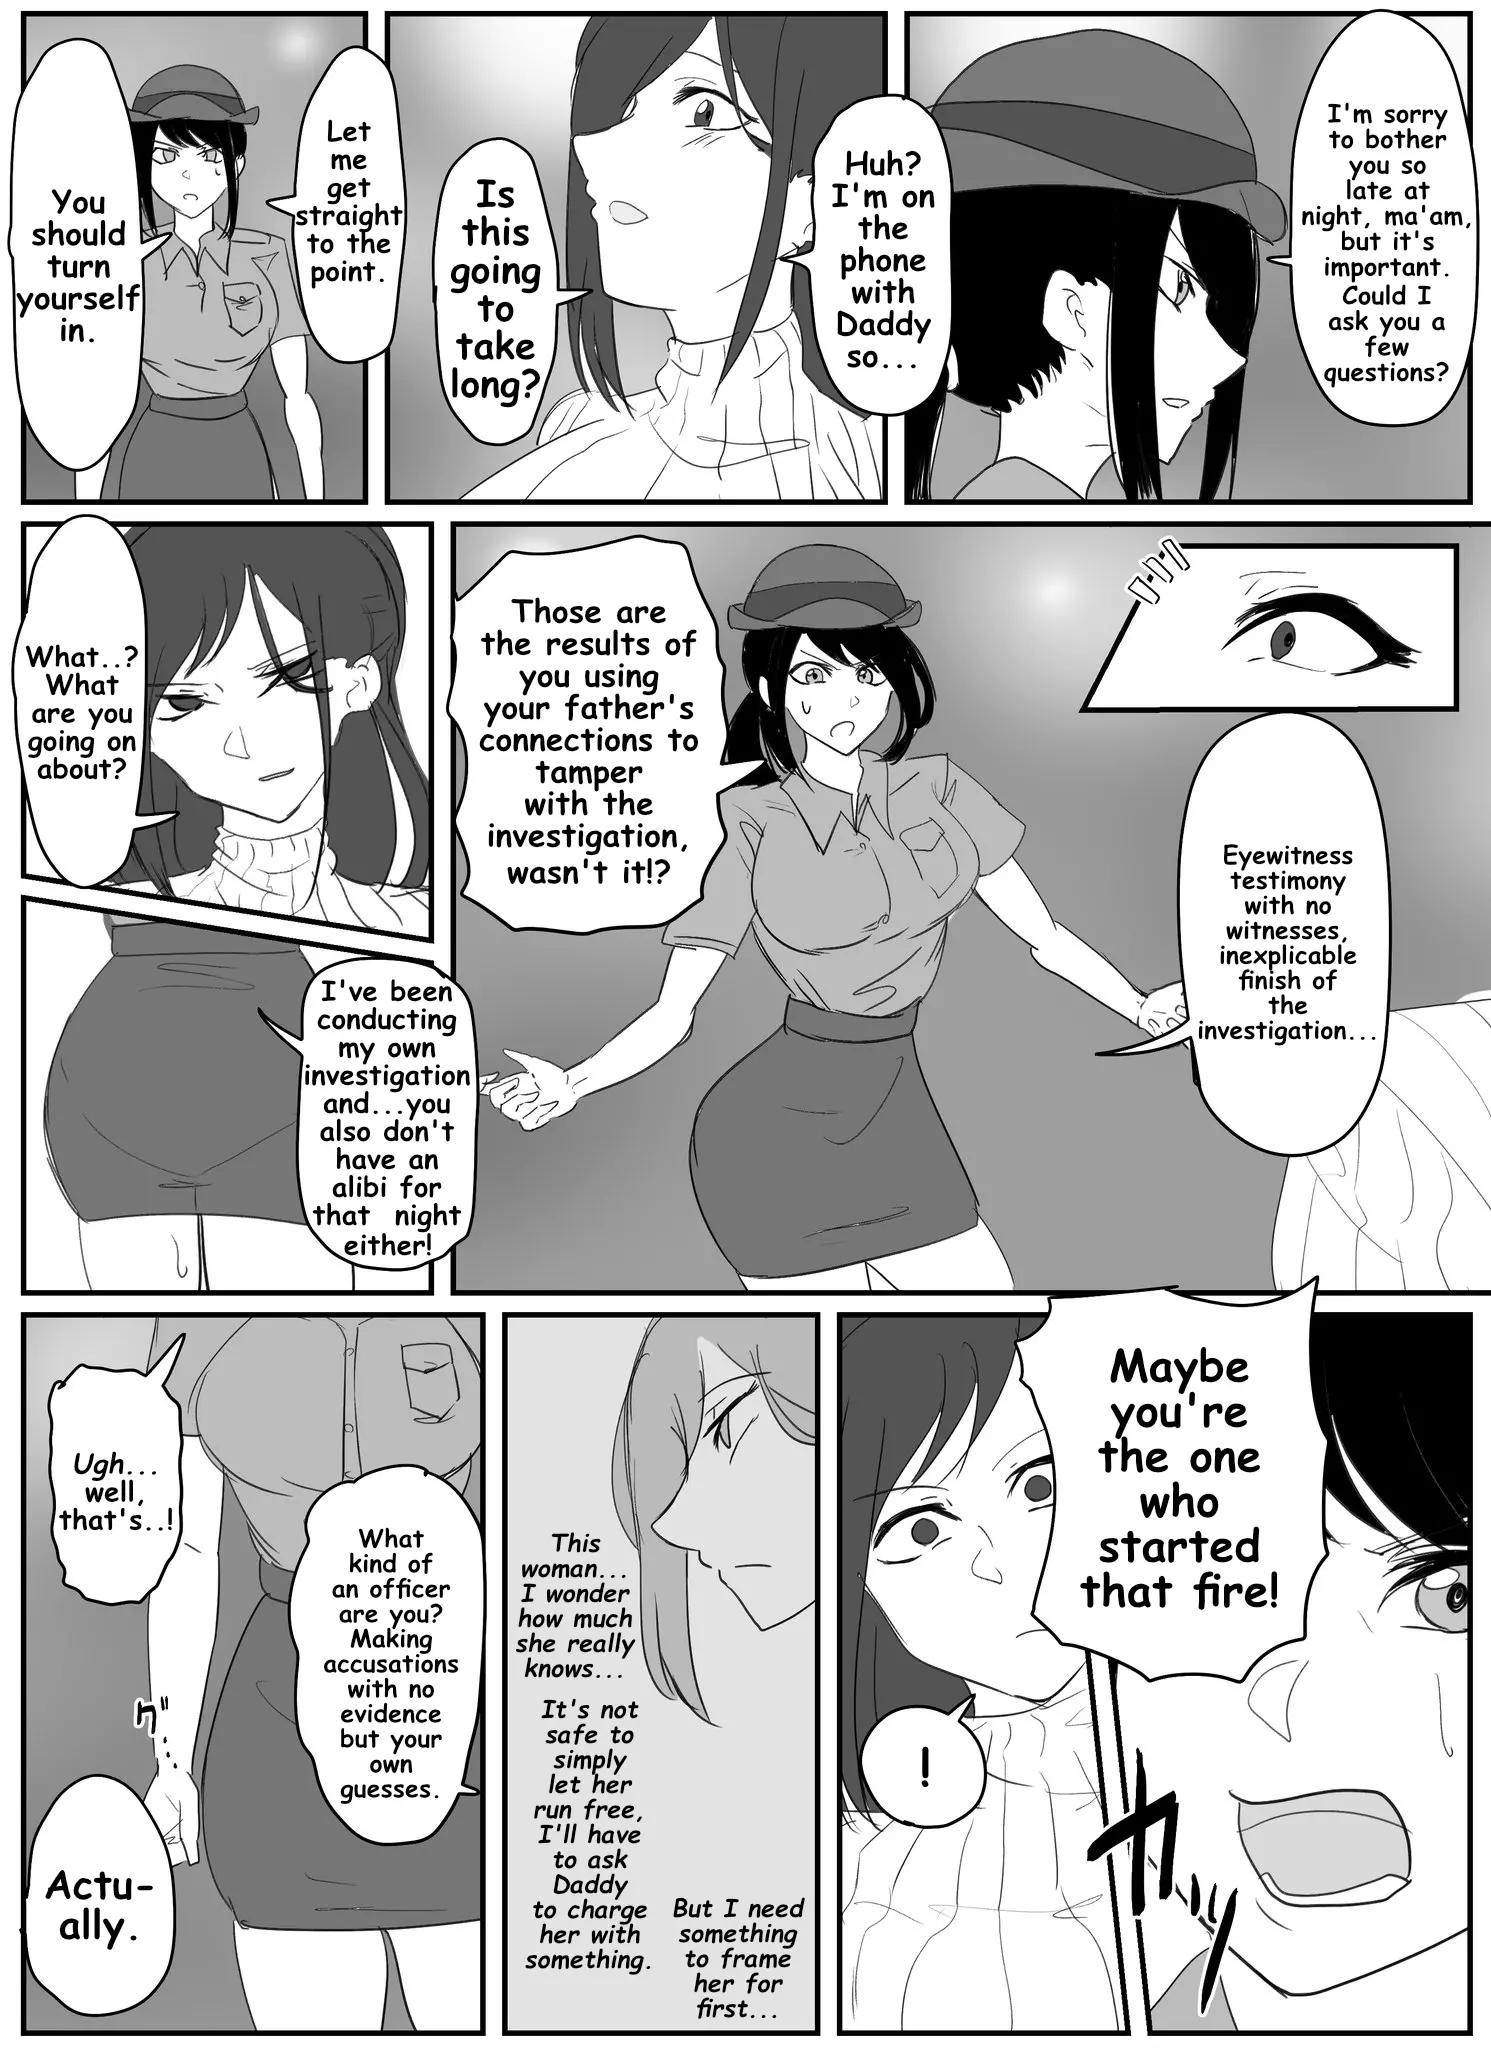 I'm sorry
to bother
you so
late at
night, ma'am,
but it's
important.
Could I
ask you a
few
questions?
Huh?
I'm on
the
phone
with
Daddy
so...
Is
this
going
to
take
long?
Let
me
get
straight
to the
point.
You
should
turn
yourself
in.
Eyewitness
testimony
with no
witnesses,
inexplicable
finish of
the
investigation...
Those are
the results of
you using
your father's
connections to
tamper
with the
investigation,
wasn't it!?
What..?
What
are you
going on
about?
I've been
conducting
my own
investigation
and...you
also don't
have an
alibi for
that night
either!
Maybe
you're
the one
who
started
that fire!
カッ
!
This
woman...
I wonder
how much
she really
knows...
It's not
safe to
simply
let her
run free,
I'll have
to ask
Daddy
to charge
her with
something.
But I need
something
to frame
her for
first...
Ugh...
well,
that's..!
What
kind of
an officer
are you?
Making
accusations
with no
evidence
but your
own
guesses.
グ…
Actu-
ally.